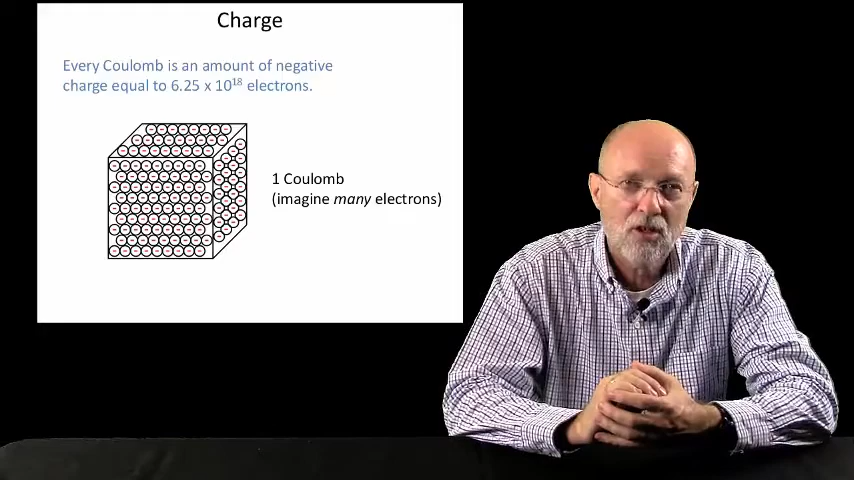 Charge
Every Coulomb is an amount of negative
charge equal to 6.25 x 10¹⁸ electrons.
1 Coulomb
(imagine many electrons)